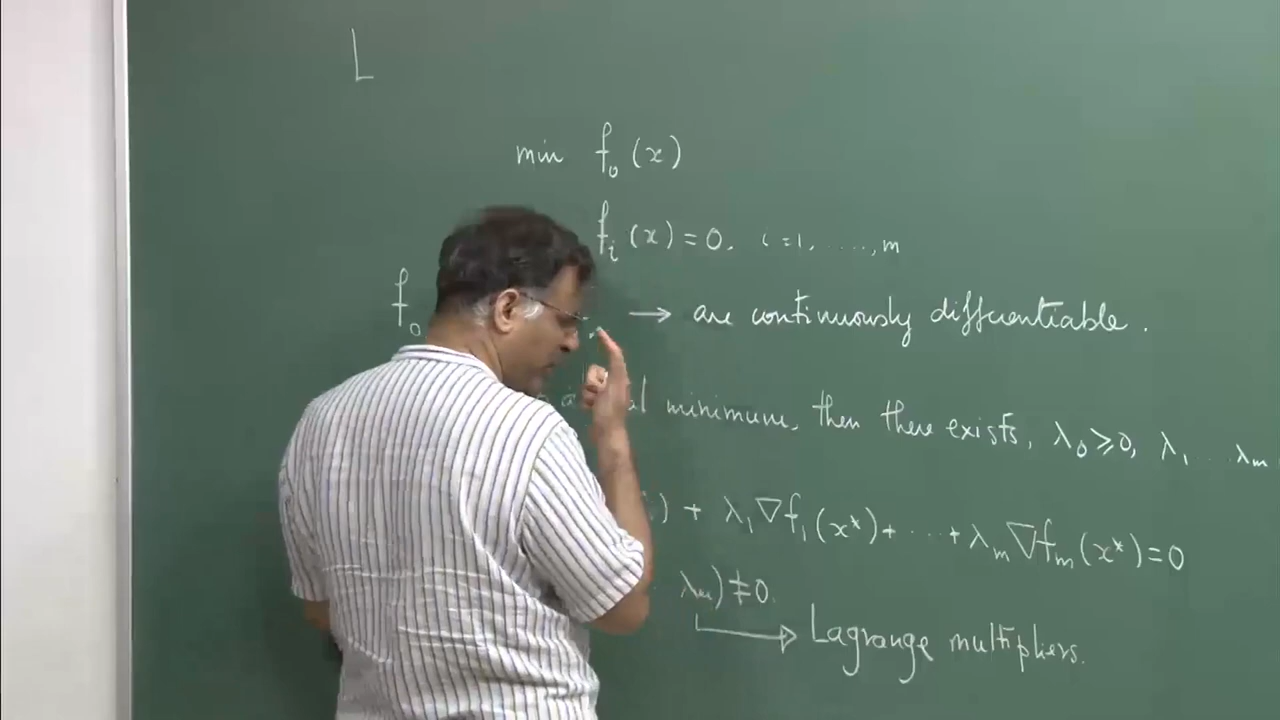 L
min f₀(x)
fᵢ(x) = 0, i = 1, ....., m
f₀ → are continuously differentiable.
minimum, then there exists, λ₀ ≥ 0, λ₁ ... λₘ
) + λ₁∇f₁(x*) + ... + λₘ∇fₘ(x*) = 0
λₘ) ≠ 0.
→ Lagrange multipliers.